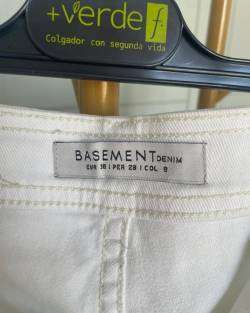 +verde f.
Colgador con segunda vida
BASEMENT DENIM
EUR 36 | PER 28 | COL 8